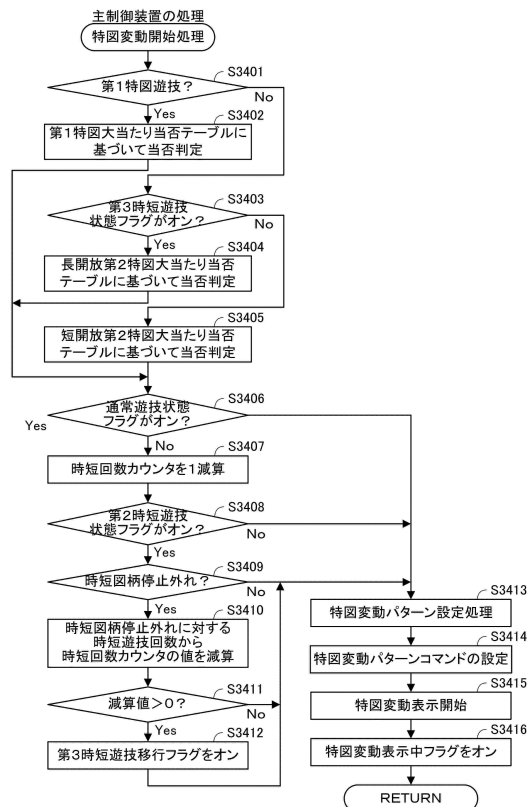 主制御装置の処理
特図変動開始処理
S3401
第1特図遊技？
No
Yes
S3402
第1特図大当たり当否テーブルに
基づいて当否判定
S3403
第3時短遊技
状態フラグがオン？
No
Yes
S3404
長開放第2特図大当たり当否
テーブルに基づいて当否判定
S3405
短開放第2特図大当たり当否
テーブルに基づいて当否判定
S3406
通常遊技状態
フラグがオン？
Yes
No
S3407
時短回数カウンタを1減算
S3408
第2時短遊技
状態フラグがオン？
No
Yes
S3409
時短図柄停止外れ？
No
Yes
S3410
時短図柄停止外れに対する
時短遊技回数から
時短回数カウンタの値を減算
S3411
減算値＞0？
No
Yes
S3412
第3時短遊技移行フラグをオン
S3413
特図変動パターン設定処理
S3414
特図変動パターンコマンドの設定
S3415
特図変動表示開始
S3416
特図変動表示中フラグをオン
RETURN